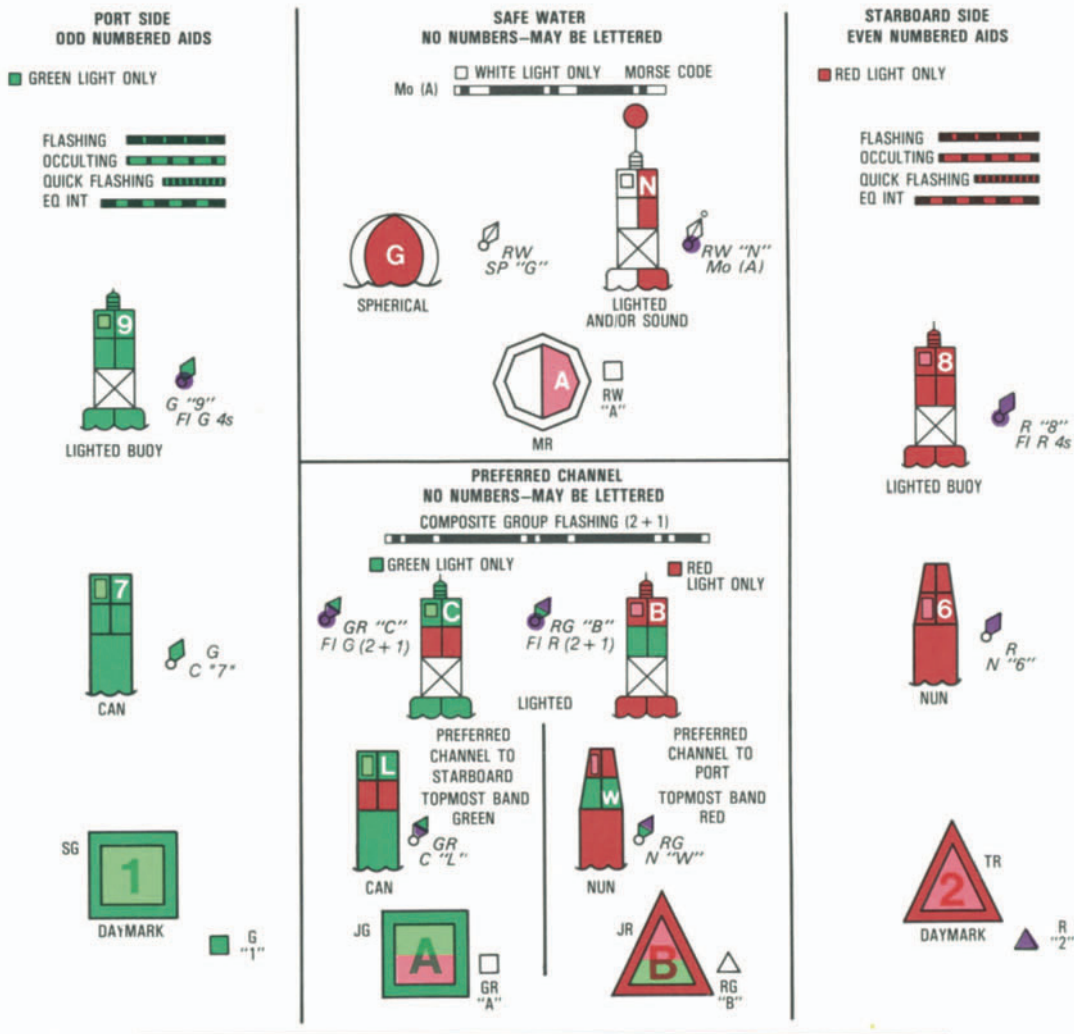 PORT SIDE
ODD NUMBERED AIDS
GREEN LIGHT ONLY
FLASHING
OCCULTING
QUICK FLASHING
EQ INT
9
G "9"
Fl G 4s
LIGHTED BUOY
7
G
C "7"
CAN
SG
1
DAYMARK
G
"1"
SAFE WATER
NO NUMBERS–MAY BE LETTERED
WHITE LIGHT ONLY MORSE CODE
Mo (A)
N
G
RW
SP "G"
RW "N"
Mo (A)
SPHERICAL
LIGHTED
AND/OR SOUND
A
RW
"A"
MR
PREFERRED CHANNEL
NO NUMBERS–MAY BE LETTERED
COMPOSITE GROUP FLASHING (2 + 1)
GREEN LIGHT ONLY
RED
LIGHT ONLY
C
B
GR "C"
Fl G (2+1)
RG "B"
Fl R (2+1)
LIGHTED
PREFERRED
CHANNEL TO
STARBOARD
TOPMOST BAND
GREEN
L
GR
C "L"
CAN
PREFERRED
CHANNEL TO
PORT
TOPMOST BAND
RED
W
RG
N "W"
NUN
JG
A
GR
"A"
JR
B
RG
"B"
STARBOARD SIDE
EVEN NUMBERED AIDS
RED LIGHT ONLY
FLASHING
OCCULTING
QUICK FLASHING
EQ INT
8
R "8"
Fl R 4s
LIGHTED BUOY
6
R
N "6"
NUN
TR
2
DAYMARK
R
"2"